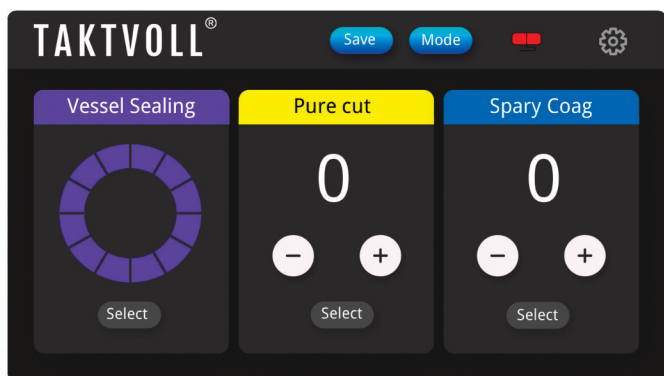 TAKTVOLL®
Save Mode
Vessel Sealing
Pure cut
Spary Coag
0
0
− +
− +
Select
Select
Select